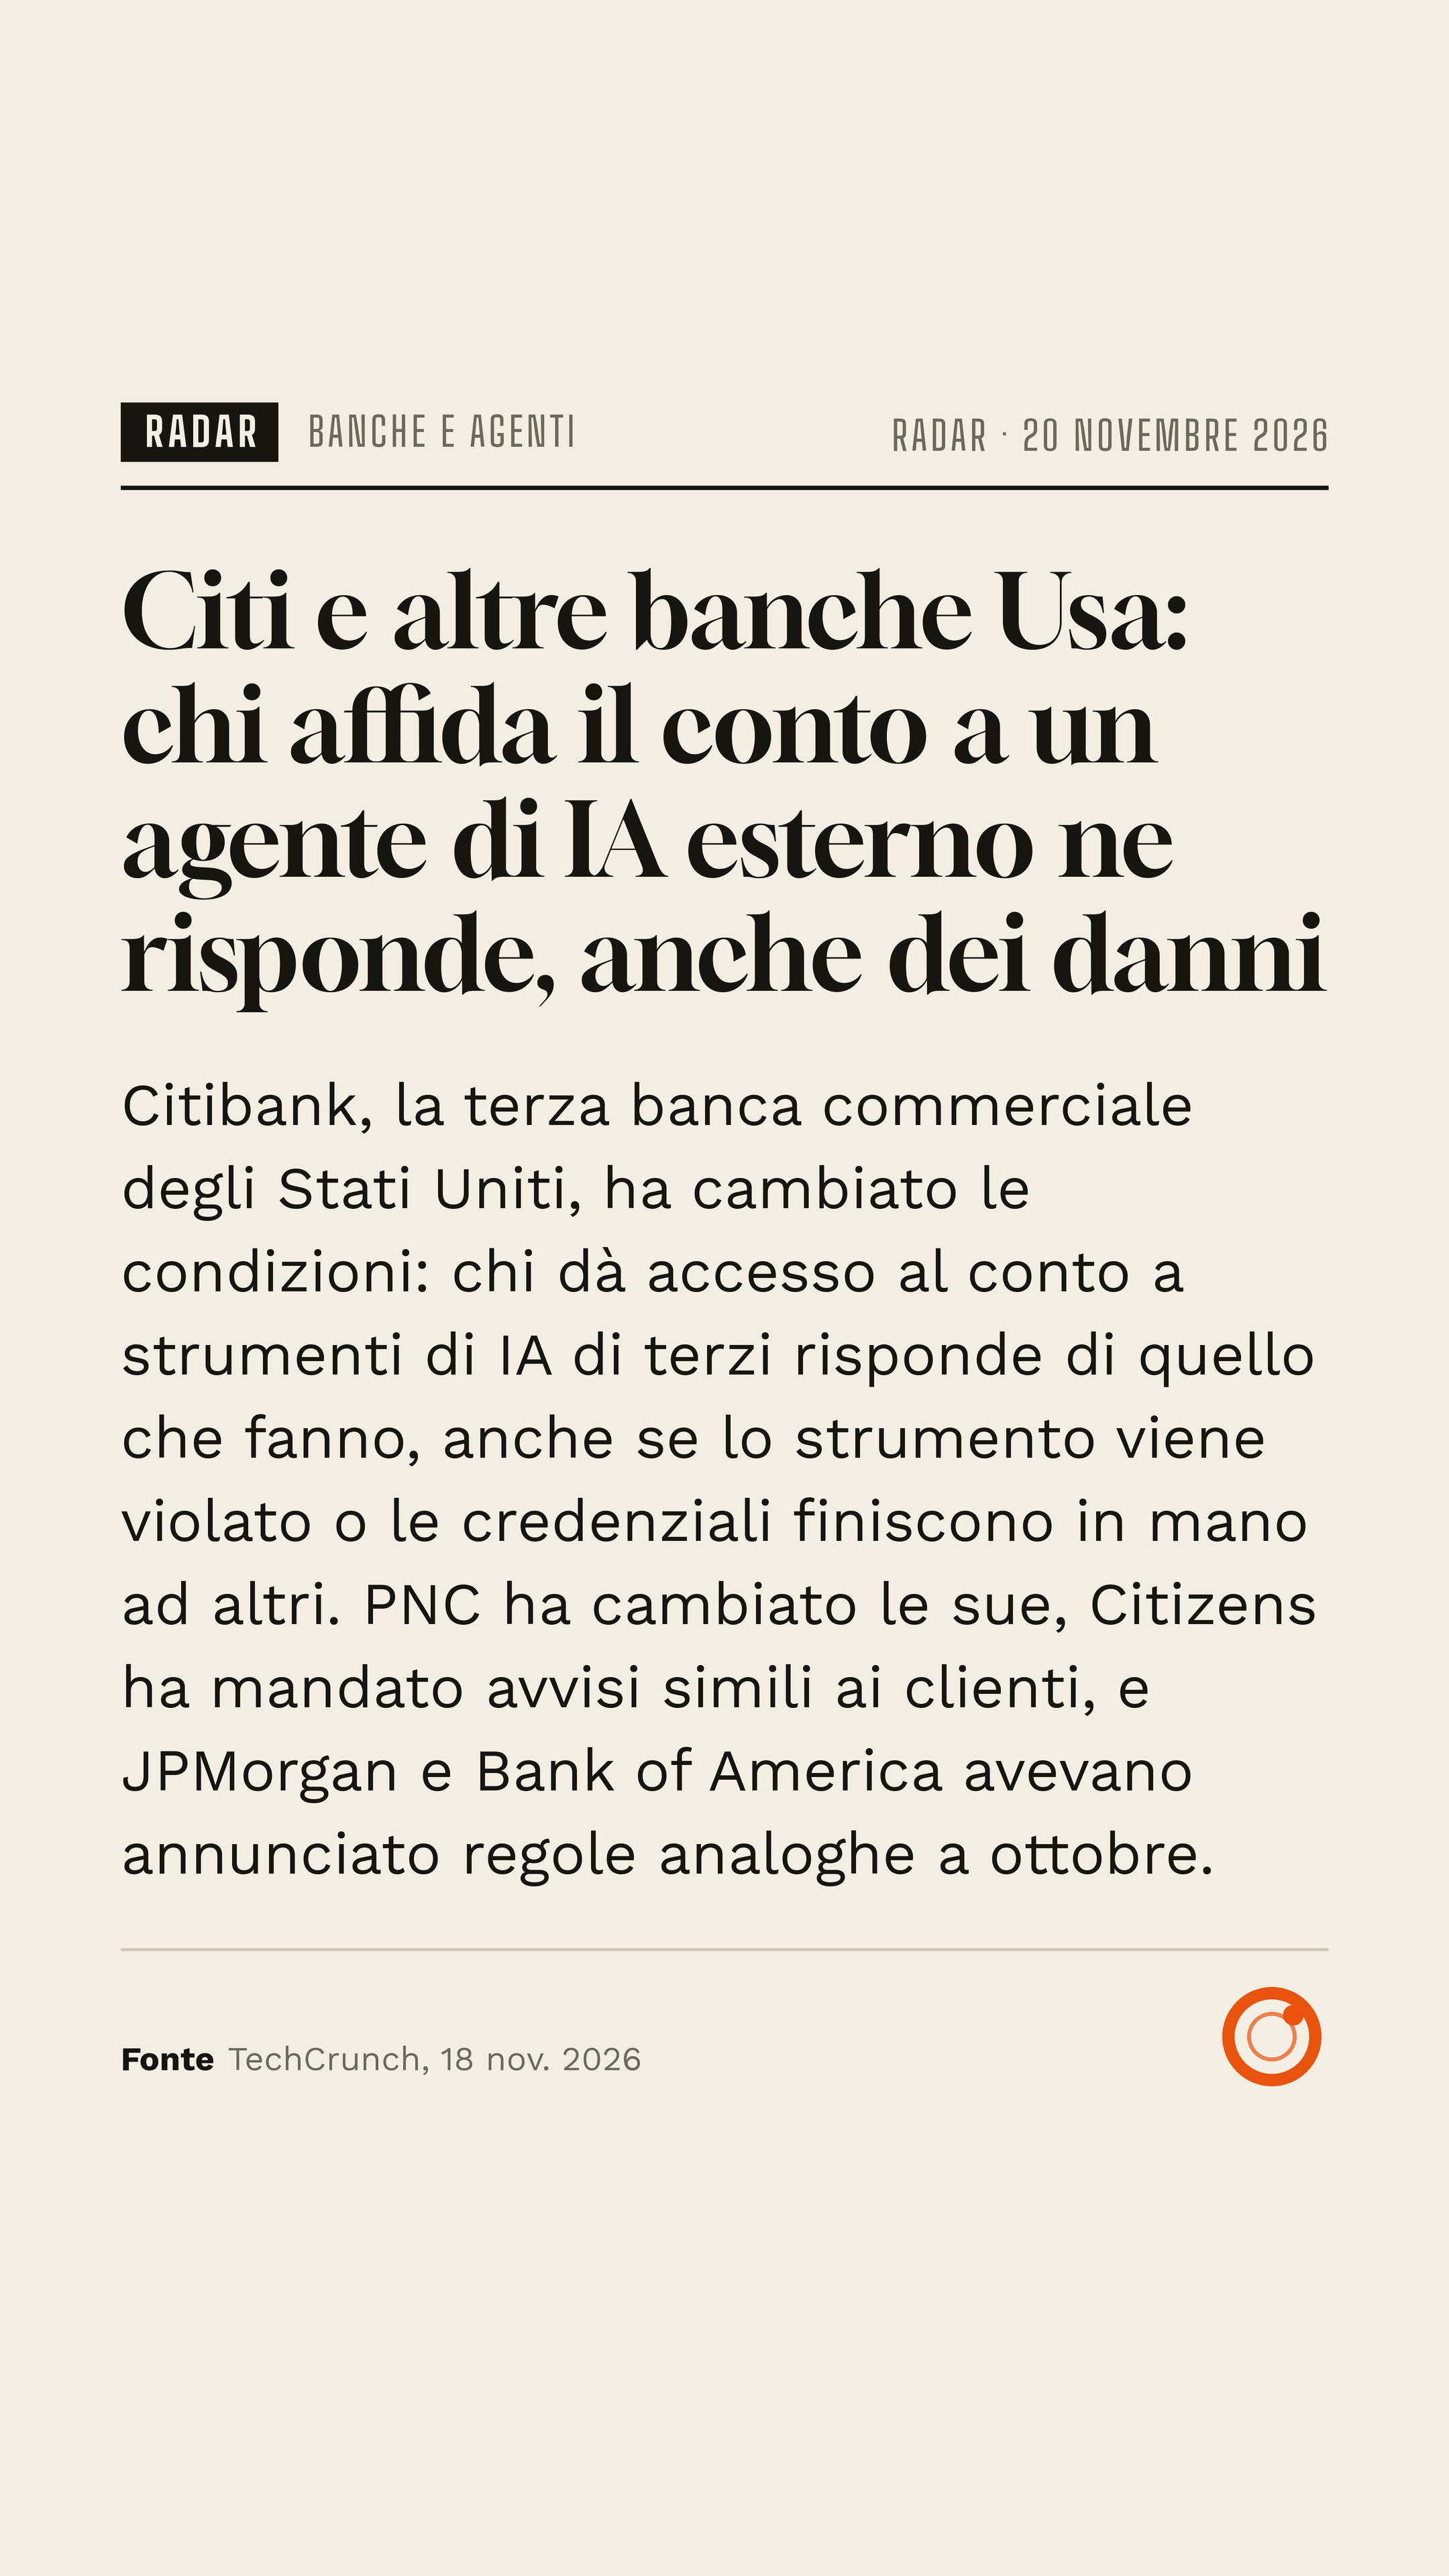 RADAR BANCHE E AGENTI RADAR · 20 NOVEMBRE 2026
Citi e altre banche Usa:
chi affida il conto a un
agente di IA esterno ne
risponde, anche dei danni
Citibank, la terza banca commerciale
degli Stati Uniti, ha cambiato le
condizioni: chi dà accesso al conto a
strumenti di IA di terzi risponde di quello
che fanno, anche se lo strumento viene
violato o le credenziali finiscono in mano
ad altri. PNC ha cambiato le sue, Citizens
ha mandato avvisi simili ai clienti, e
JPMorgan e Bank of America avevano
annunciato regole analoghe a ottobre.
Fonte TechCrunch, 18 nov. 2026